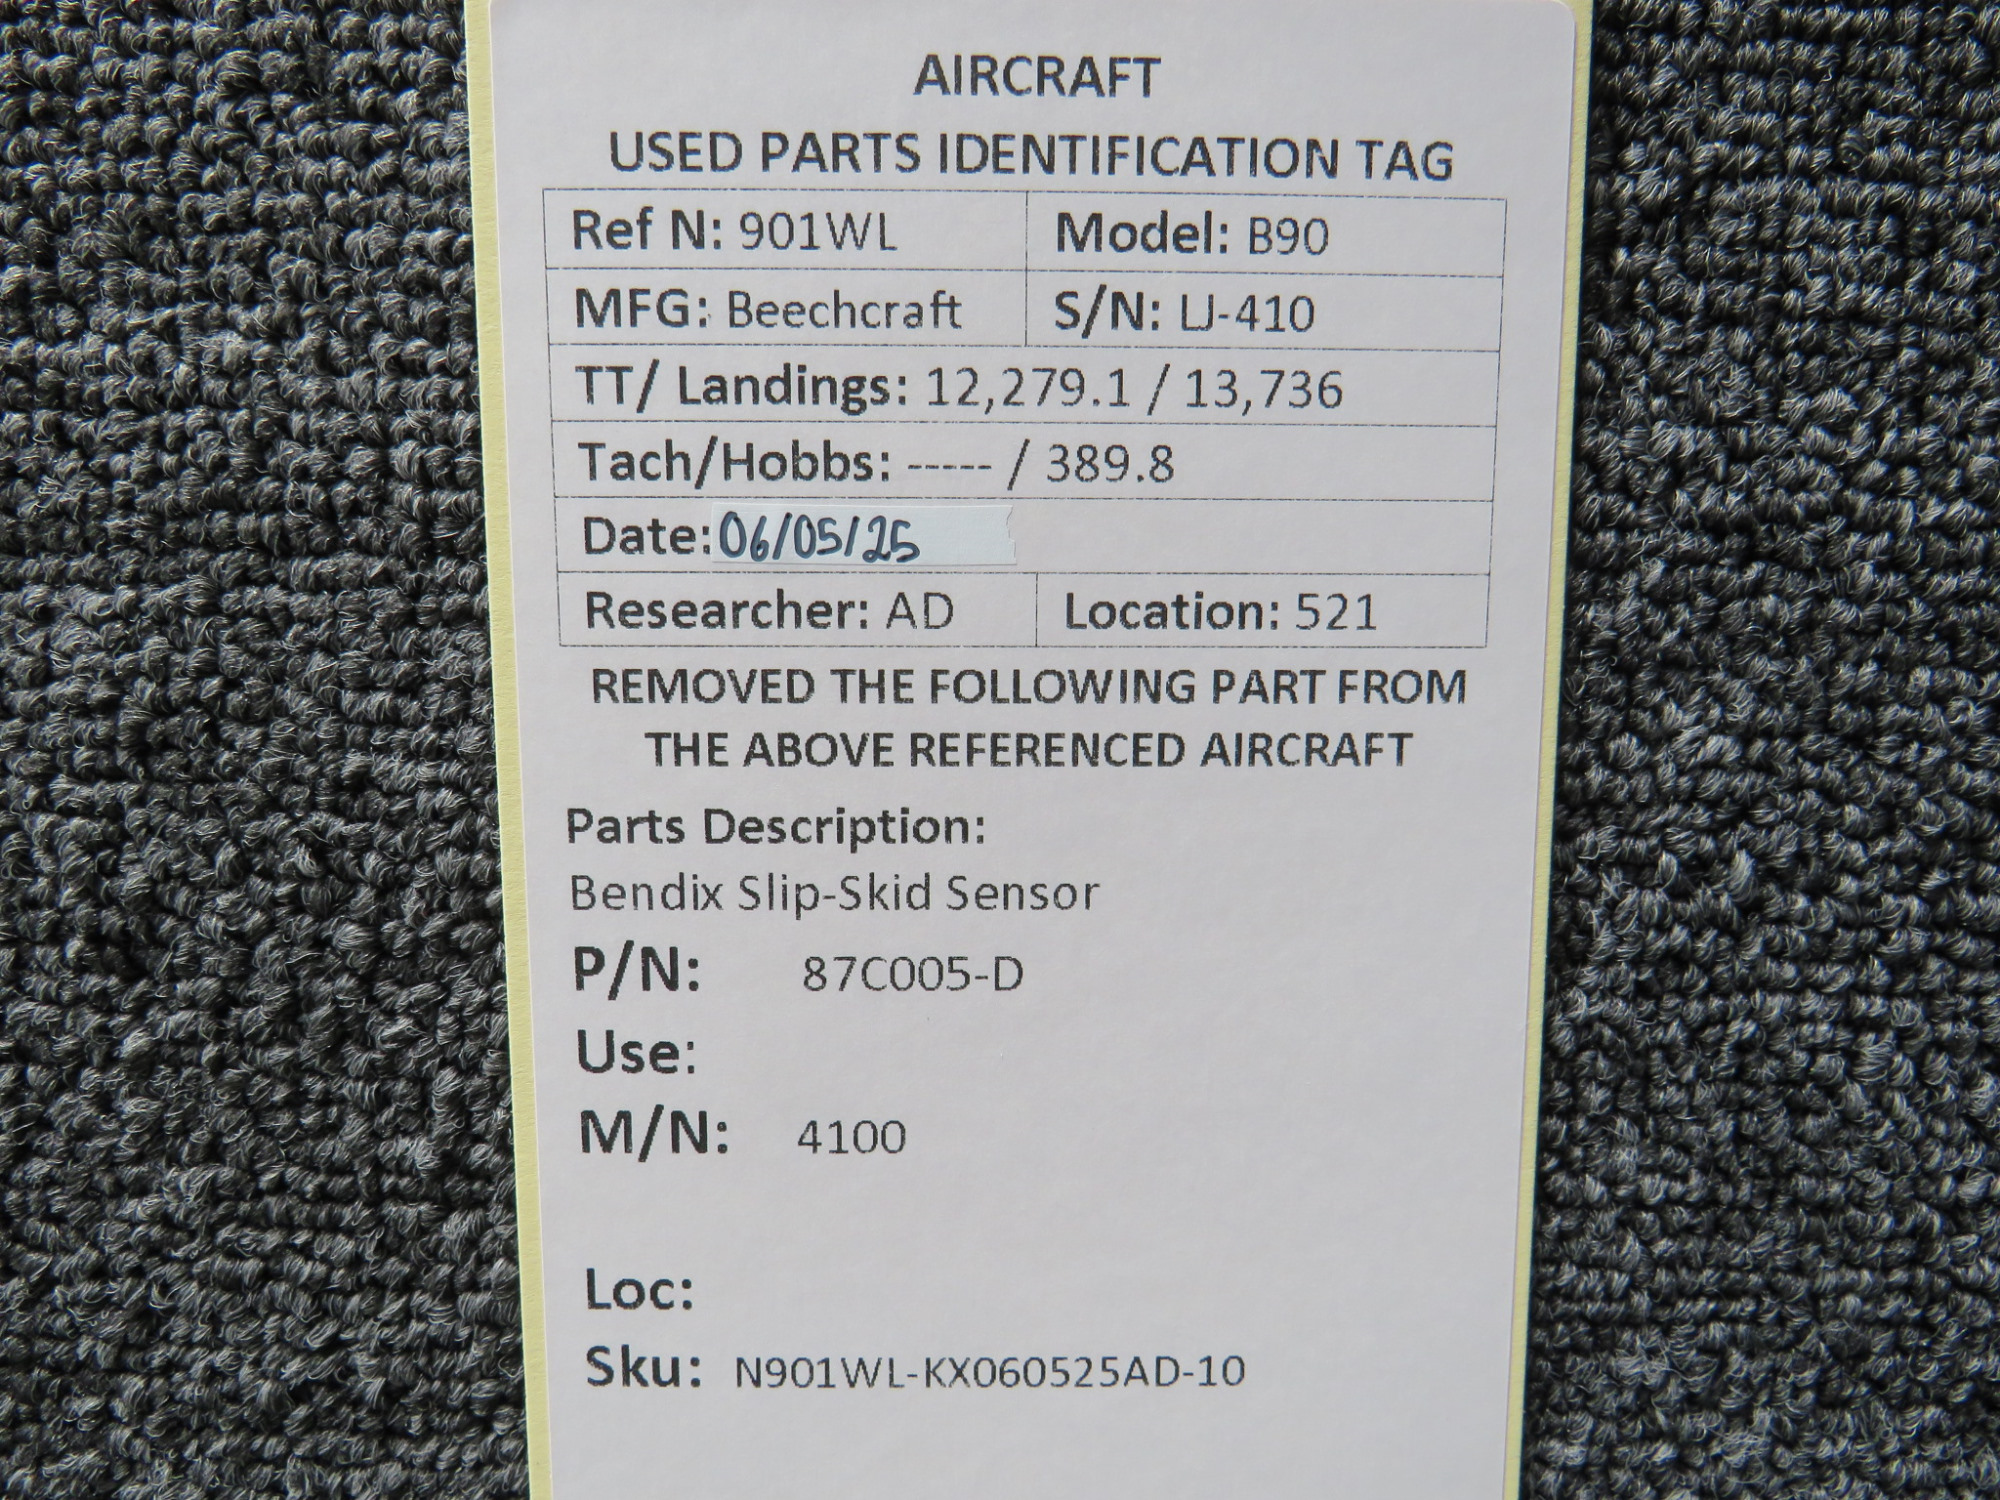 AIRCRAFT
USED PARTS IDENTIFICATION TAG
Ref N: 901WL Model: B90
MFG: Beechcraft S/N: LJ-410
TT/ Landings: 12,279.1 / 13,736
Tach/Hobbs: ----- / 389.8
Date: 06/05/25
Researcher: AD Location: 521
REMOVED THE FOLLOWING PART FROM
THE ABOVE REFERENCED AIRCRAFT
Parts Description:
Bendix Slip-Skid Sensor
P/N: 87C005-D
Use:
M/N: 4100
Loc:
Sku: N901WL-KX060525AD-10